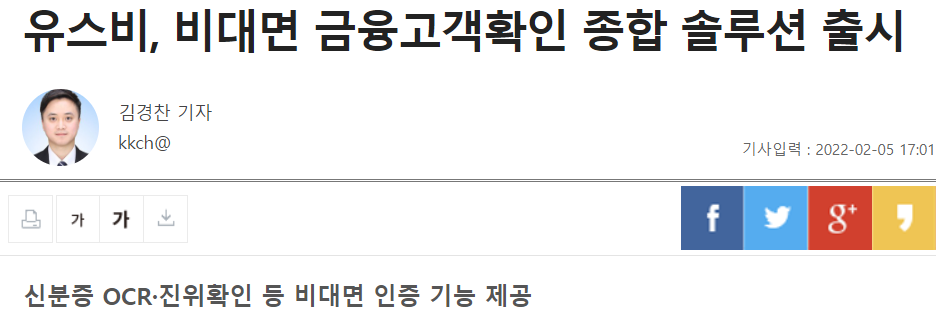 유스비, 비대면 금융고객확인 종합 솔루션 출시
김경찬 기자
kkch@
기사입력 : 2022-02-05 17:01
가 가
f g+
신분증 OCR·진위확인 등 비대면 인증 기능 제공